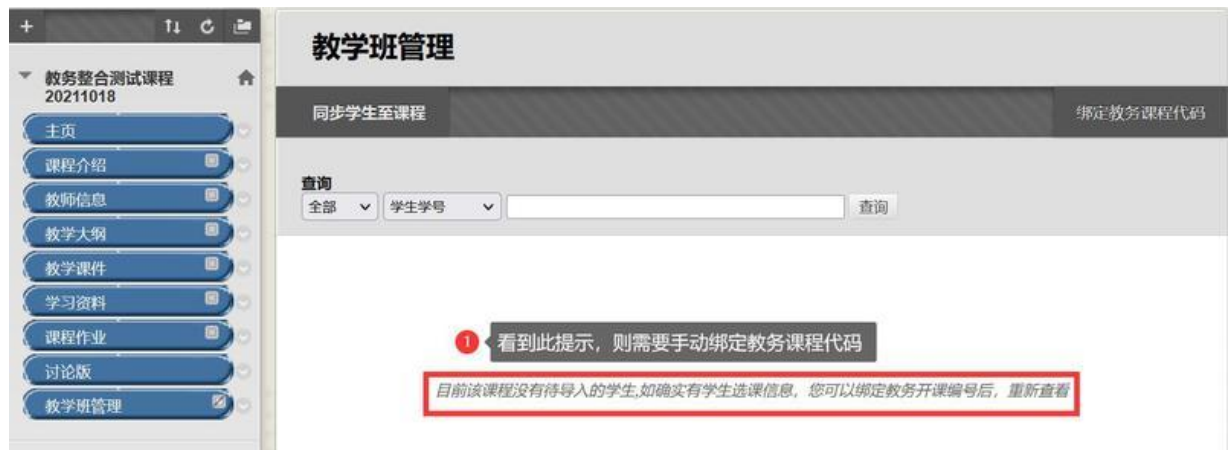 教务整合测试课程
20211018
主页
课程介绍
教师信息
教学大纲
教学课件
学习资料
课程作业
讨论版
教学班管理
教学班管理
同步学生至课程
绑定教务课程代码
查询
全部 学生学号 查询
1 看到此提示，则需要手动绑定教务课程代码
目前该课程没有待导入的学生,如确实有学生选课信息，您可以绑定教务开课编号后，重新查看